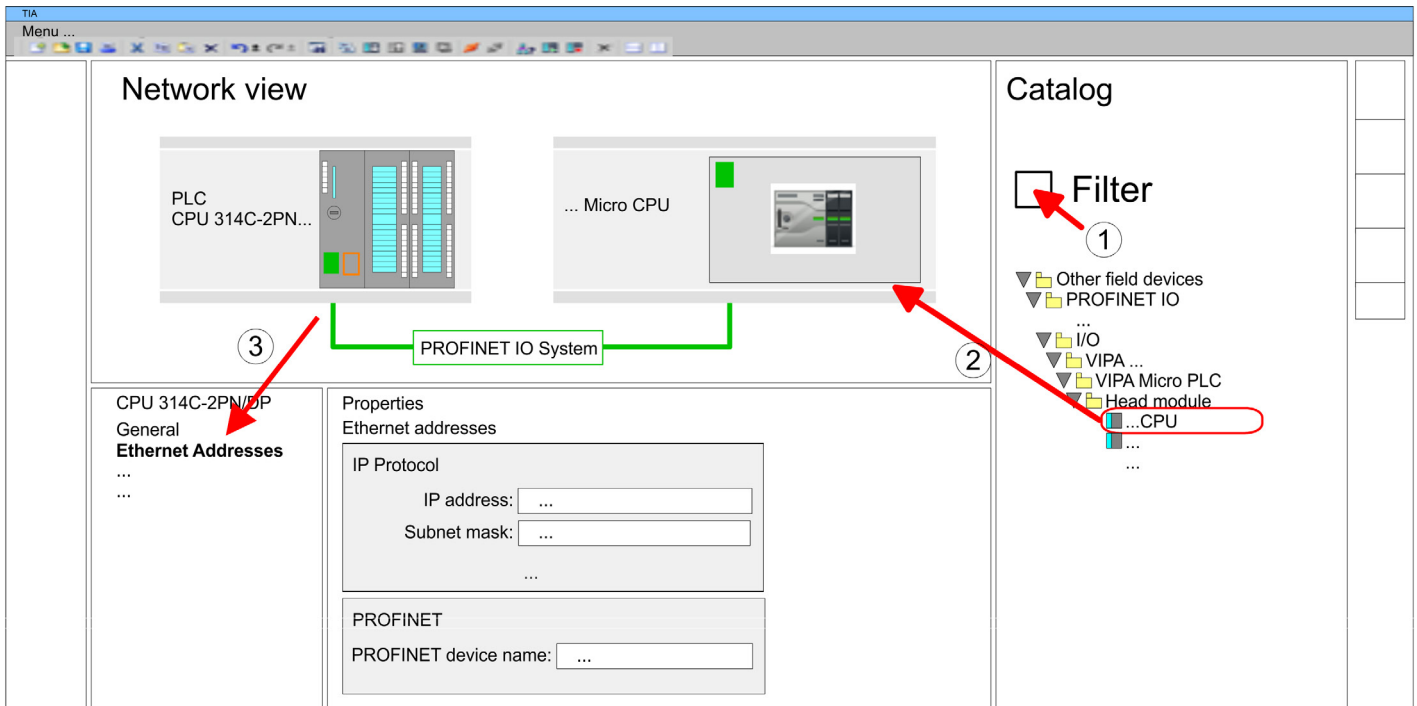 TIA
Menu ...
Network view
PLC
CPU 314C-2PN...
... Micro CPU
PROFINET IO System
3
2
CPU 314C-2PN/DP
General
Ethernet Addresses
...
...
Properties
Ethernet addresses
IP Protocol
IP address: ...
Subnet mask: ...
...
PROFINET
PROFINET device name: ...
Catalog
Filter
1
Other field devices
PROFINET IO
...
I/O
VIPA ...
VIPA Micro PLC
Head module
...CPU
...
...